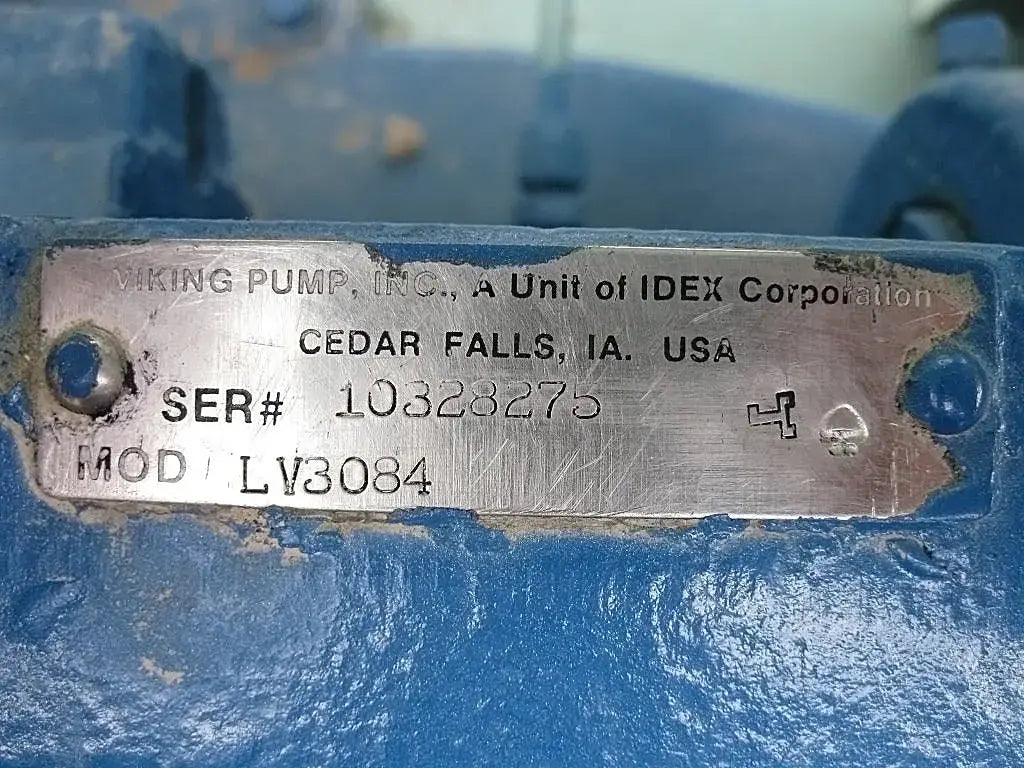 VIKING PUMP, INC., A Unit of IDEX Corporation
CEDAR FALLS, IA. USA
SER# 10328275
MOD LV3084